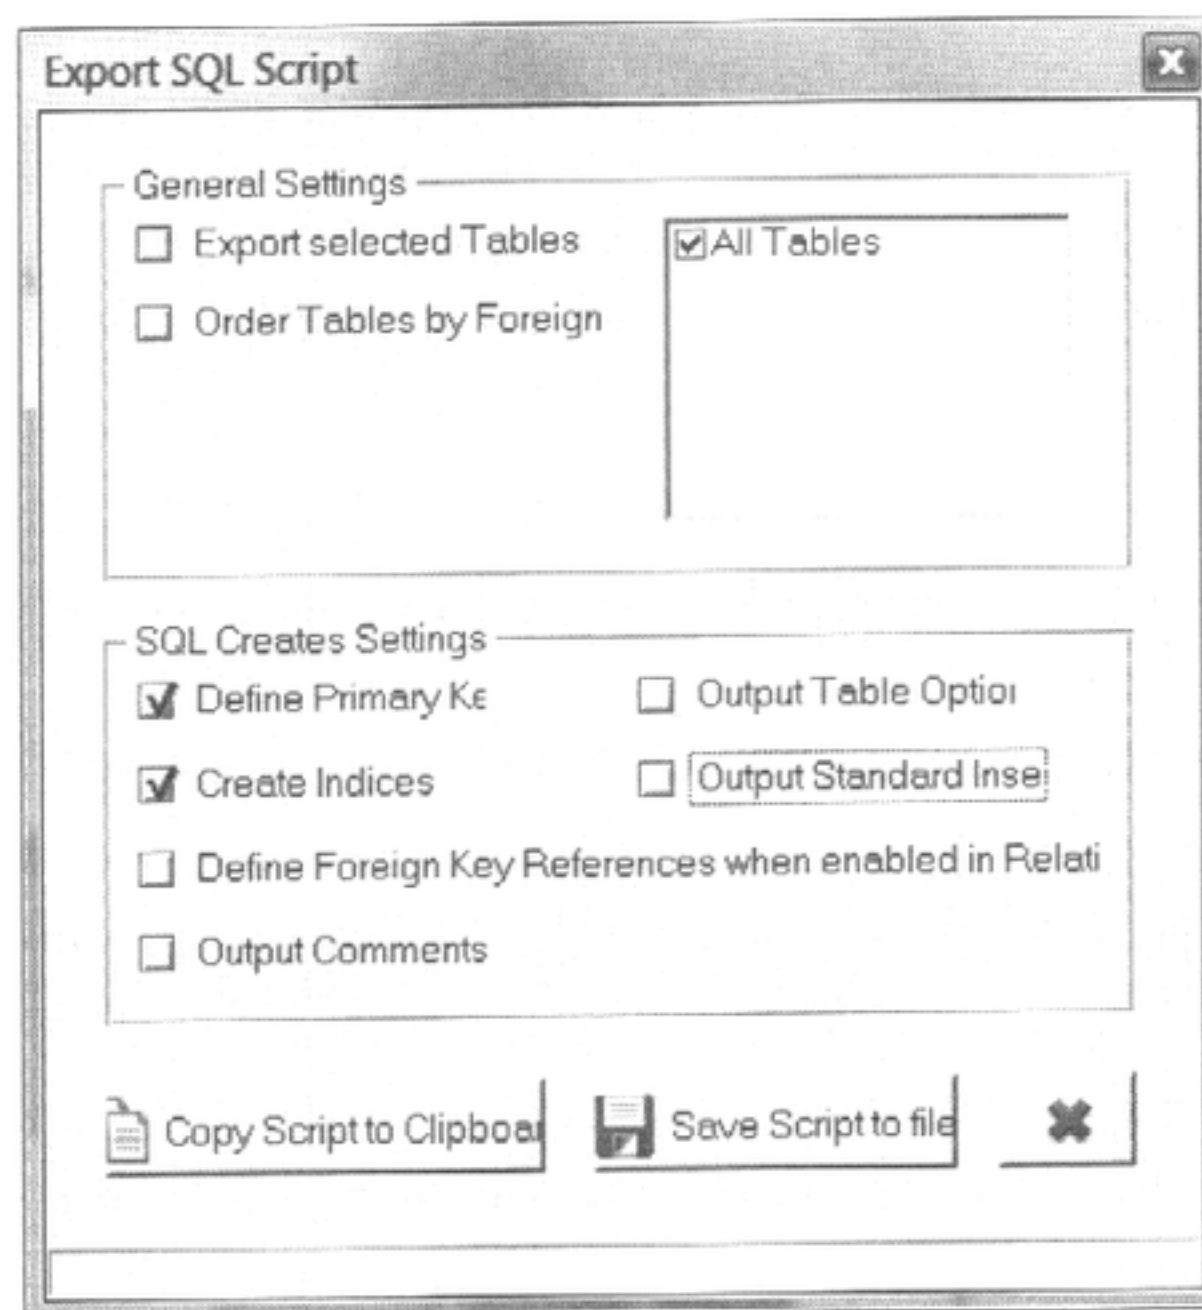 Export SQL Script
General Settings
Export selected Tables
All Tables
Order Tables by Foreign
SQL Creates Settings
Define Primary Ke
Output Table Option
Create Indices
Output Standard Inse
Define Foreign Key References when enabled in Relati
Output Comments
Copy Script to Clipboar
Save Script to file